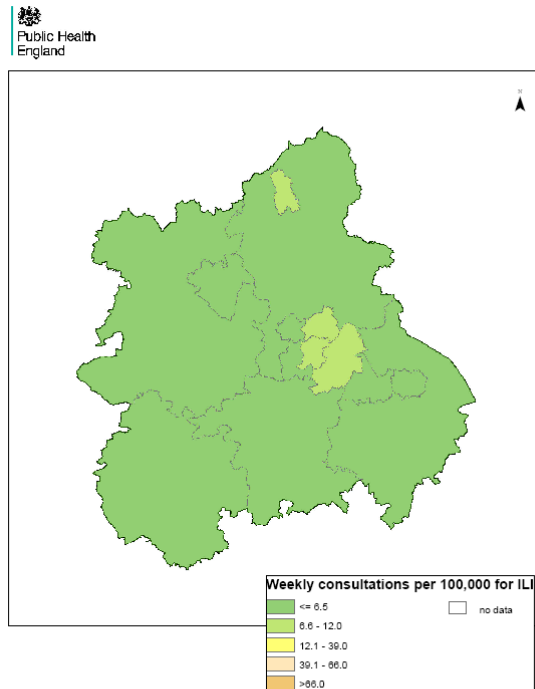 Public Health
England
N
Weekly consultations per 100,000 for ILI
<= 6.5
no data
6.6 - 12.0
12.1 - 39.0
39.1 - 66.0
>66.0